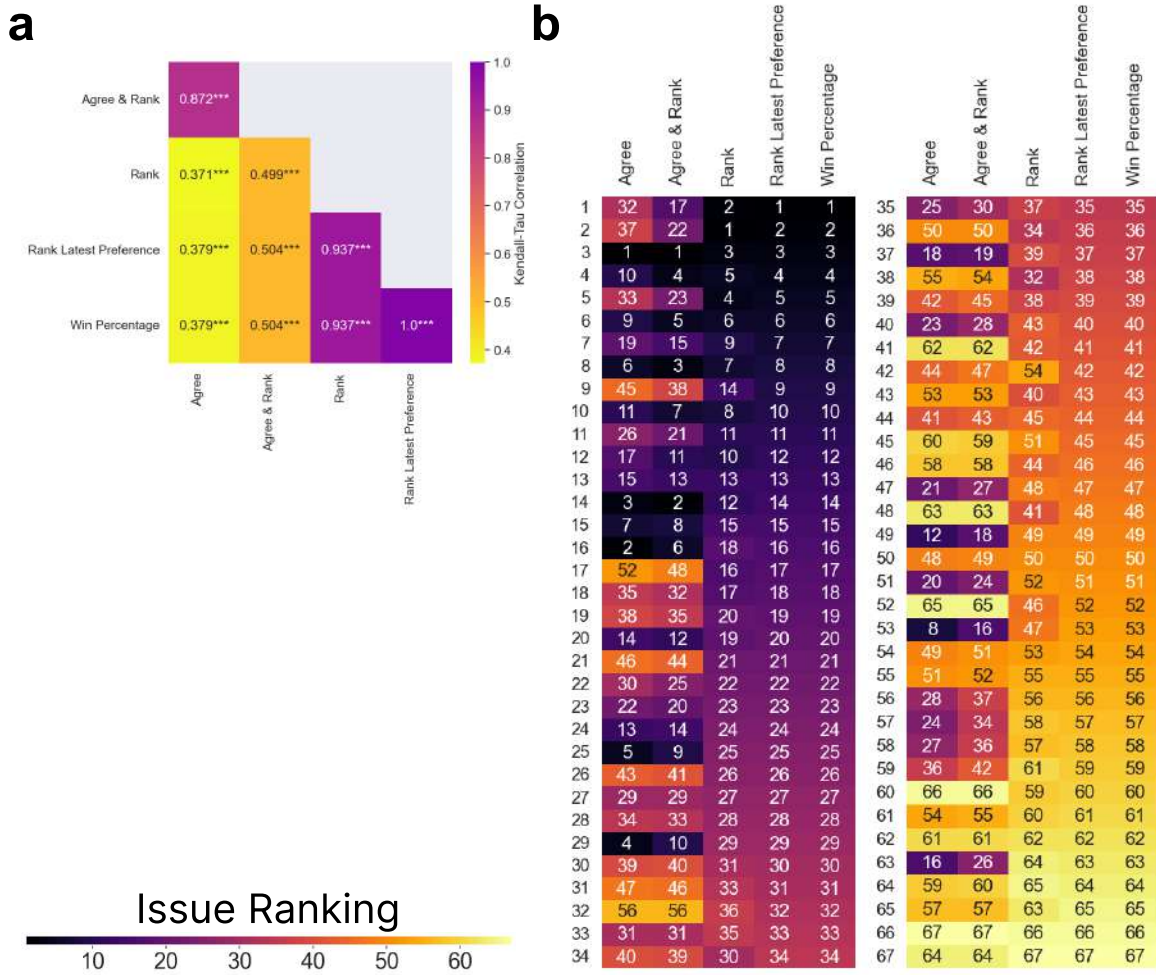 a
Agree & Rank
0.872***
Rank
0.371*** 0.499***
Rank Latest Preference
0.379*** 0.504*** 0.937***
Win Percentage
0.379*** 0.504*** 0.937*** 1.0***
Agree
Agree & Rank
Rank
Rank Latest Preference
1.0
0.9
0.8
0.7
0.6
0.5
0.4
Kendall-Tau Correlation
Issue Ranking
10 20 30 40 50 60
b
Agree
Agree & Rank
Rank
Rank Latest Preference
Win Percentage
1 32 17 2 1 1
2 37 22 1 2 2
3 1 1 3 3 3
4 10 4 5 4 4
5 33 23 4 5 5
6 9 5 6 6 6
7 19 15 9 7 7
8 6 3 7 8 8
9 45 38 14 9 9
10 11 7 8 10 10
11 26 21 11 11 11
12 17 11 10 12 12
13 15 13 13 13 13
14 3 2 12 14 14
15 7 8 15 15 15
16 2 6 18 16 16
17 52 48 16 17 17
18 35 32 17 18 18
19 38 35 20 19 19
20 14 12 19 20 20
21 46 44 21 21 21
22 30 25 22 22 22
23 22 20 23 23 23
24 13 14 24 24 24
25 5 9 25 25 25
26 43 41 26 26 26
27 29 29 27 27 27
28 34 33 28 28 28
29 4 10 29 29 29
30 39 40 31 30 30
31 47 46 33 31 31
32 56 56 36 32 32
33 31 31 35 33 33
34 40 39 30 34 34
Agree
Agree & Rank
Rank
Rank Latest Preference
Win Percentage
35 25 30 37 35 35
36 50 50 34 36 36
37 18 19 39 37 37
38 55 54 32 38 38
39 42 45 38 39 39
40 23 28 43 40 40
41 62 62 42 41 41
42 44 47 54 42 42
43 53 53 40 43 43
44 41 43 45 44 44
45 60 59 51 45 45
46 58 58 44 46 46
47 21 27 48 47 47
48 63 63 41 48 48
49 12 18 49 49 49
50 48 49 50 50 50
51 20 24 52 51 51
52 65 65 46 52 52
53 8 16 47 53 53
54 49 51 53 54 54
55 51 52 55 55 55
56 28 37 56 56 56
57 24 34 58 57 57
58 27 36 57 58 58
59 36 42 61 59 59
60 66 66 59 60 60
61 54 55 60 61 61
62 61 61 62 62 62
63 16 26 64 63 63
64 59 60 65 64 64
65 57 57 63 65 65
66 67 67 66 66 66
67 64 64 67 67 67